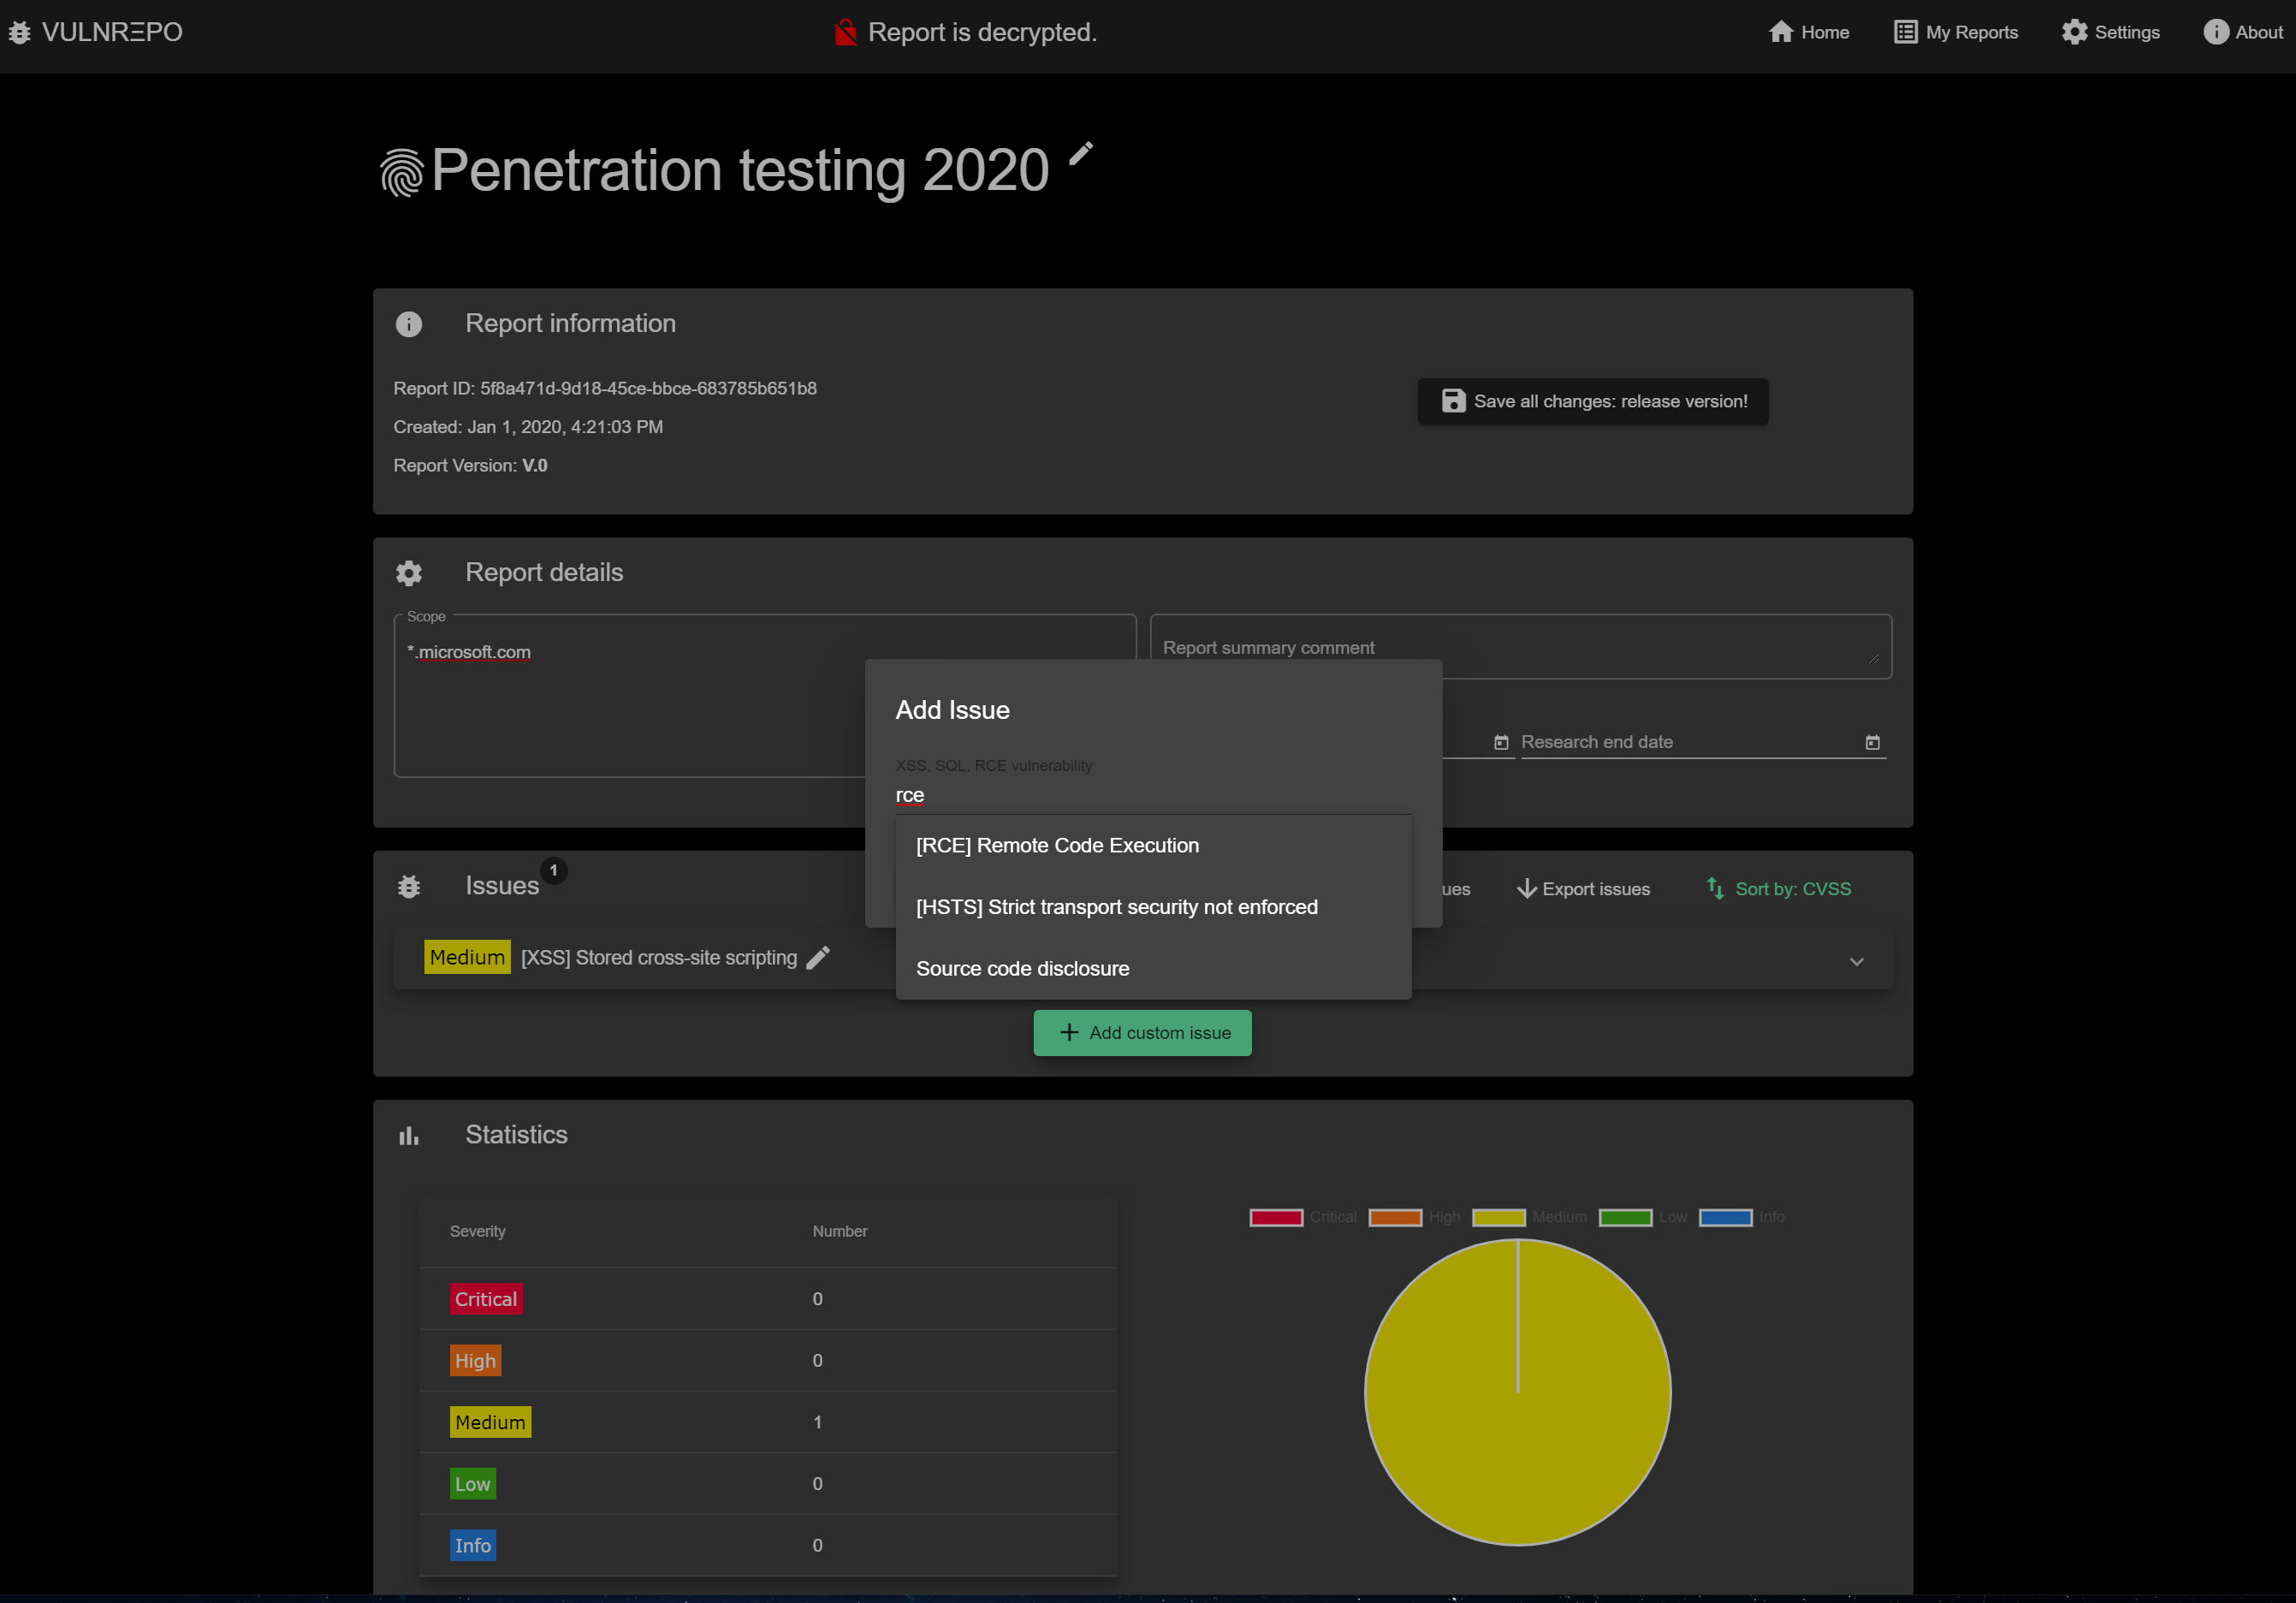 VULNRΞPO
Report is decrypted.
Home
My Reports
Settings
About
Penetration testing 2020
Report information
Report ID: 5f8a471d-9d18-45ce-bbce-683785b651b8
Save all changes: release version!
Created: Jan 1, 2020, 4:21:03 PM
Report Version: V.0
Report details
Scope
*.microsoft.com
Report summary comment
Research end date
Add Issue
XSS, SQL, RCE vulnerability
rce
[RCE] Remote Code Execution
[HSTS] Strict transport security not enforced
Source code disclosure
Issues 1
ues
Export issues
Sort by: CVSS
Medium [XSS] Stored cross-site scripting
Add custom issue
Statistics
Severity Number
Critical 0
High 0
Medium 1
Low 0
Info 0
Critical High Medium Low Info